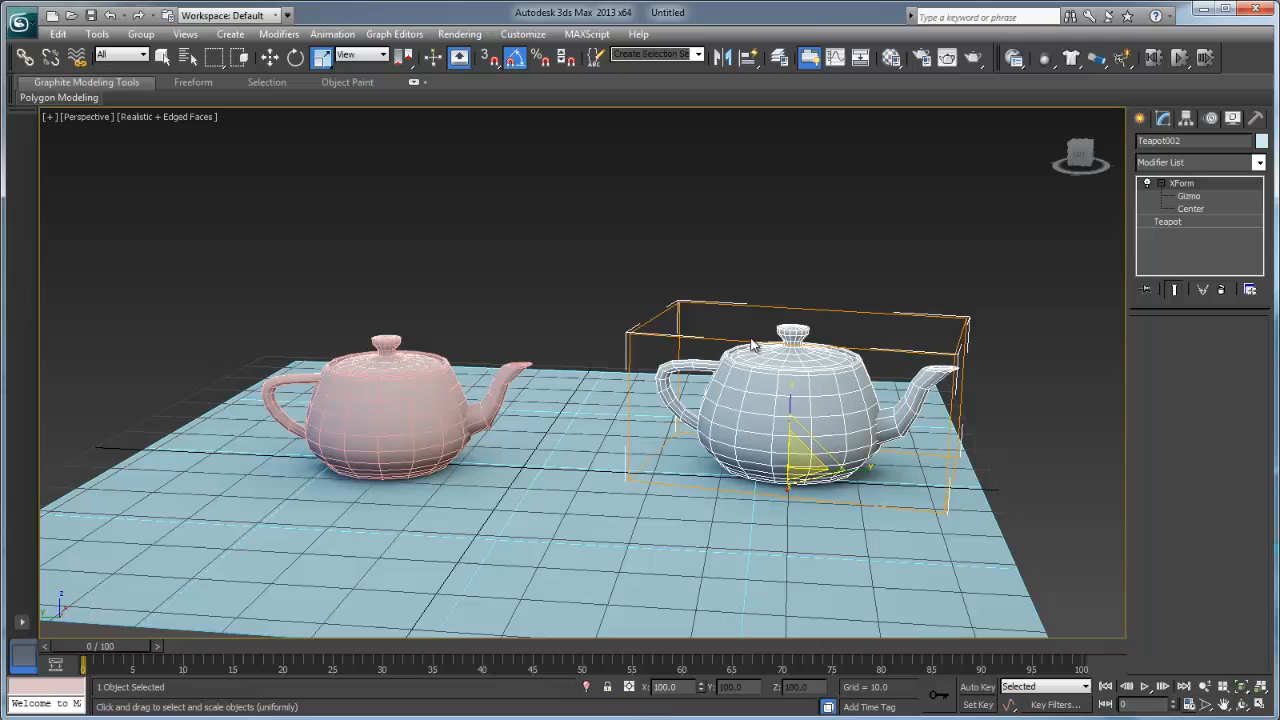 Workspace: Default
Autodesk 3ds Max 2013 x64 Untitled
Type a keyword or phrase
Edit Tools Group Views Create Modifiers Animation Graph Editors Rendering Customize MAXScript Help
All
View
3
Create Selection Se
Graphite Modeling Tools Freeform Selection Object Paint
Polygon Modeling
[+] [Perspective ] [Realistic + Edged Faces ]
Teapot002
Modifier List
XForm
Gizmo
Center
Teapot
z
y
z
x
y
< 0 / 100 >
0 5 10 15 20 25 30 35 40 45 50 55 60 65 70 75 80 85 90 95 100
1 Object Selected
X: 100.0 Y: 100.0 Z: 100.0
Grid = 10.0
Auto Key
Selected
Welcome to M
Click and drag to select and scale objects (uniformly)
Add Time Tag
Set Key
Key Filters...
0